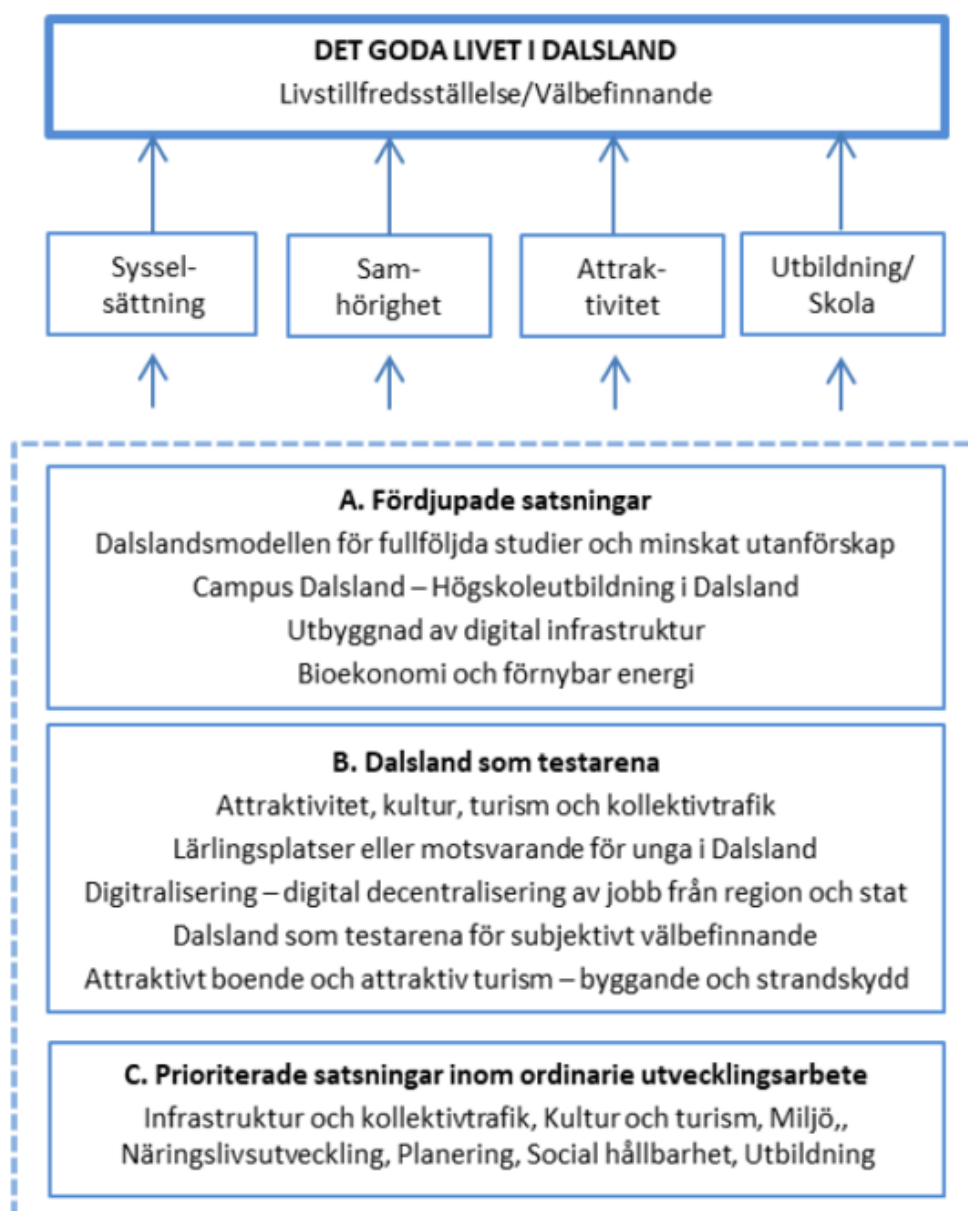 DET GODA LIVET I DALSLAND
Livstillfredsställelse/Välbefinnande
Syssel-
sättning
Sam-
hörighet
Attrak-
tivitet
Utbildning/
Skola
A. Fördjupade satsningar
Dalslandsmodellen för fullföljda studier och minskat utanförskap
Campus Dalsland – Högskoleutbildning i Dalsland
Utbyggnad av digital infrastruktur
Bioekonomi och förnybar energi
B. Dalsland som testarena
Attraktivitet, kultur, turism och kollektivtrafik
Lärlingsplatser eller motsvarande för unga i Dalsland
Digitralisering – digital decentralisering av jobb från region och stat
Dalsland som testarena för subjektivt välbefinnande
Attraktivt boende och attraktiv turism – byggande och strandskydd
C. Prioriterade satsningar inom ordinarie utvecklingsarbete
Infrastruktur och kollektivtrafik, Kultur och turism, Miljö,,
Näringslivsutveckling, Planering, Social hållbarhet, Utbildning